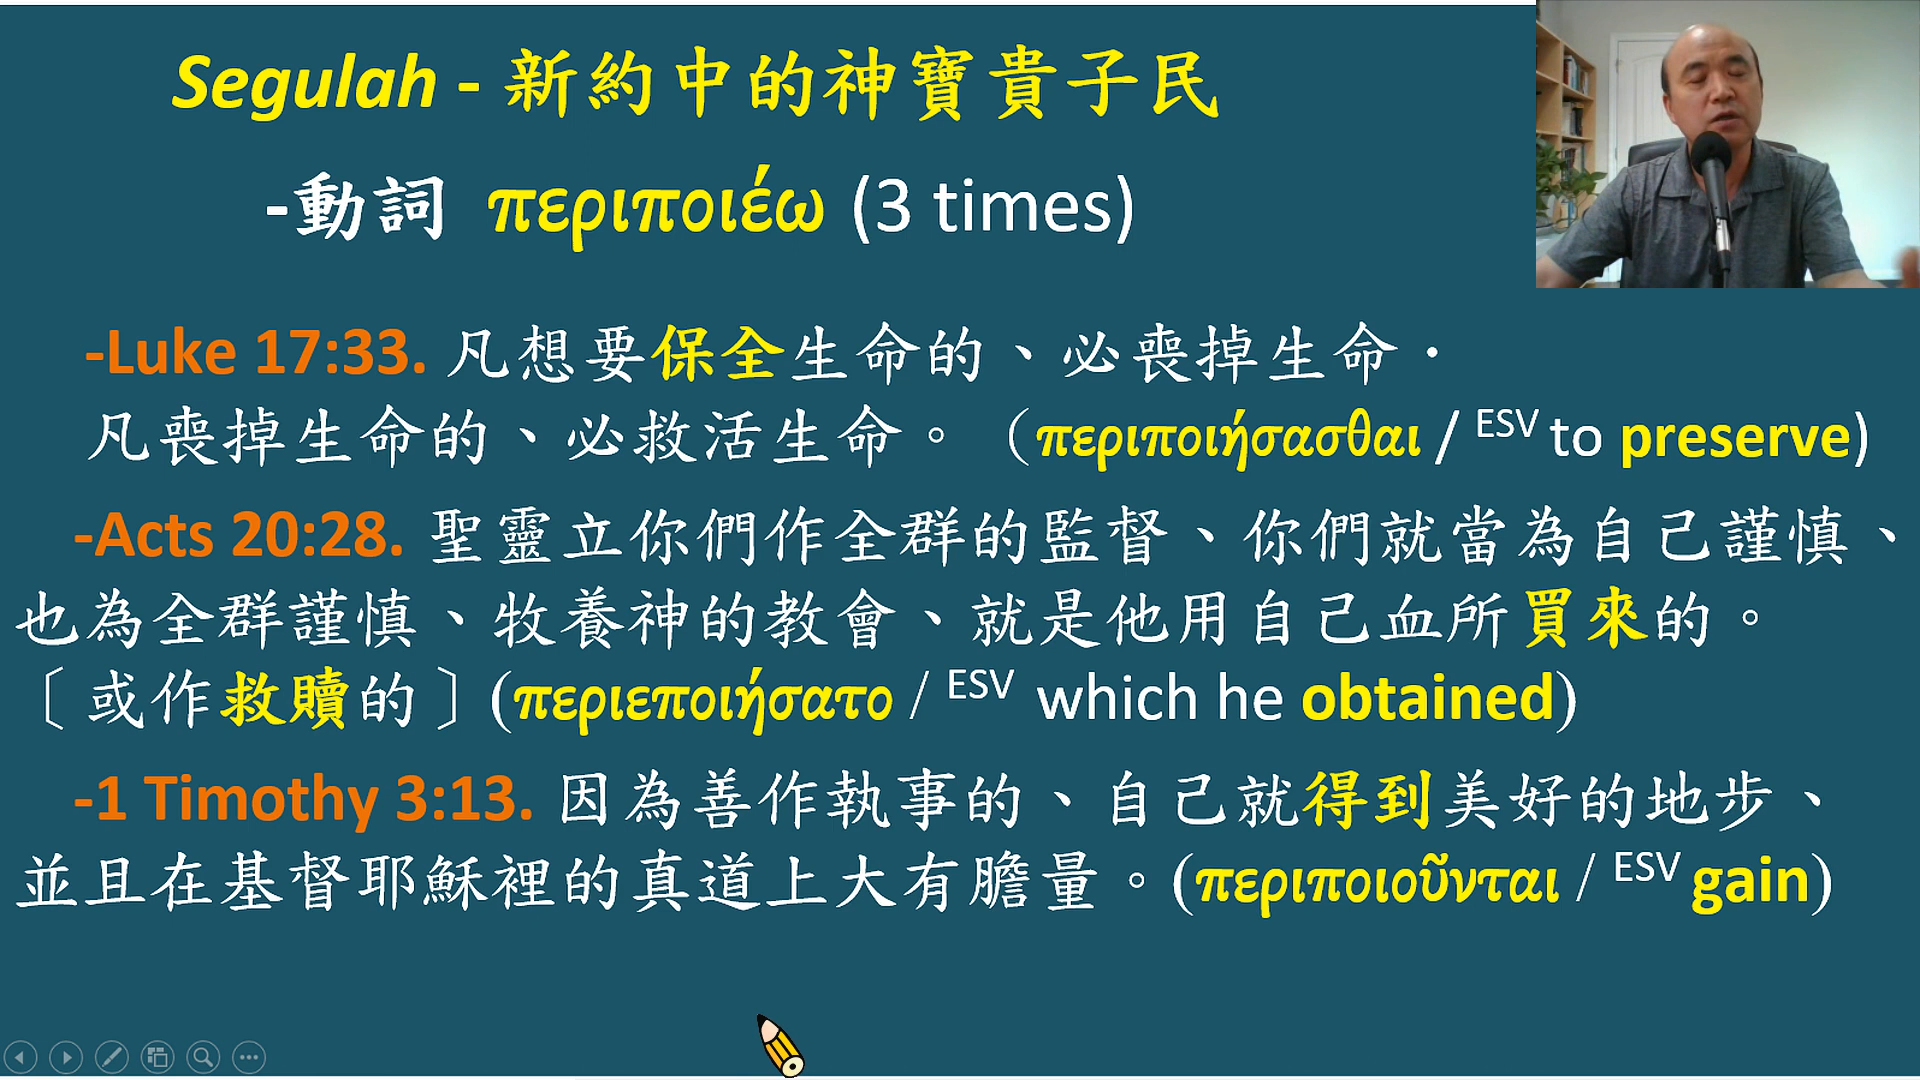 Segulah - 新約中的神寶貴子民
-動詞 περιποιέω (3 times)
-Luke 17:33. 凡想要保全生命的、必喪掉生命．
凡喪掉生命的、必救活生命。（περιποιήσασθαι / ESV to preserve)
-Acts 20:28. 聖靈立你們作全群的監督、你們就當為自己謹慎、
也為全群謹慎、牧養神的教會、就是他用自己血所買來的。
〔或作救贖的〕(περιεποιήσατο / ESV which he obtained)
-1 Timothy 3:13. 因為善作執事的、自己就得到美好的地步、
並且在基督耶穌裡的真道上大有膽量。(περιποιοῦνται / ESV gain)